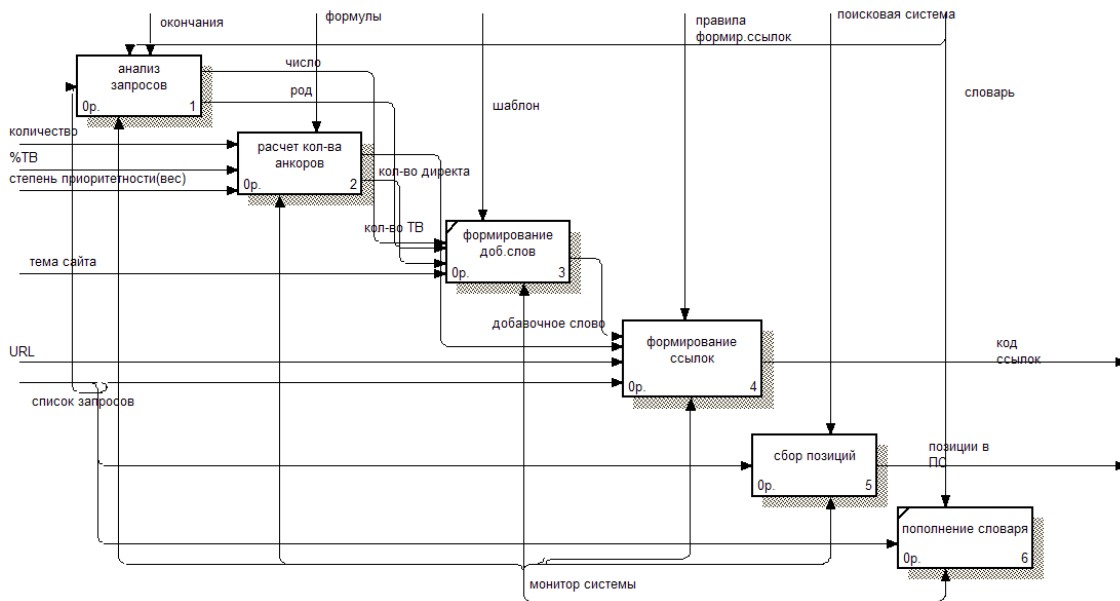 окончания
формулы
правила
формир.ссылок
поисковая система
анализ
запросов
0р.
1
число
род
шаблон
словарь
количество
%ТВ
степень приоритетности(вес)
расчет кол-ва
анкоров
0р.
2
кол-во директа
кол-во ТВ
формирование
доб.слов
0р.
3
тема сайта
добавочное слово
формирование
ссылок
0р.
4
URL
код
ссылок
список запросов
сбор позиций
0р.
5
позиции в
ПС
пополнение словаря
0р.
6
монитор системы